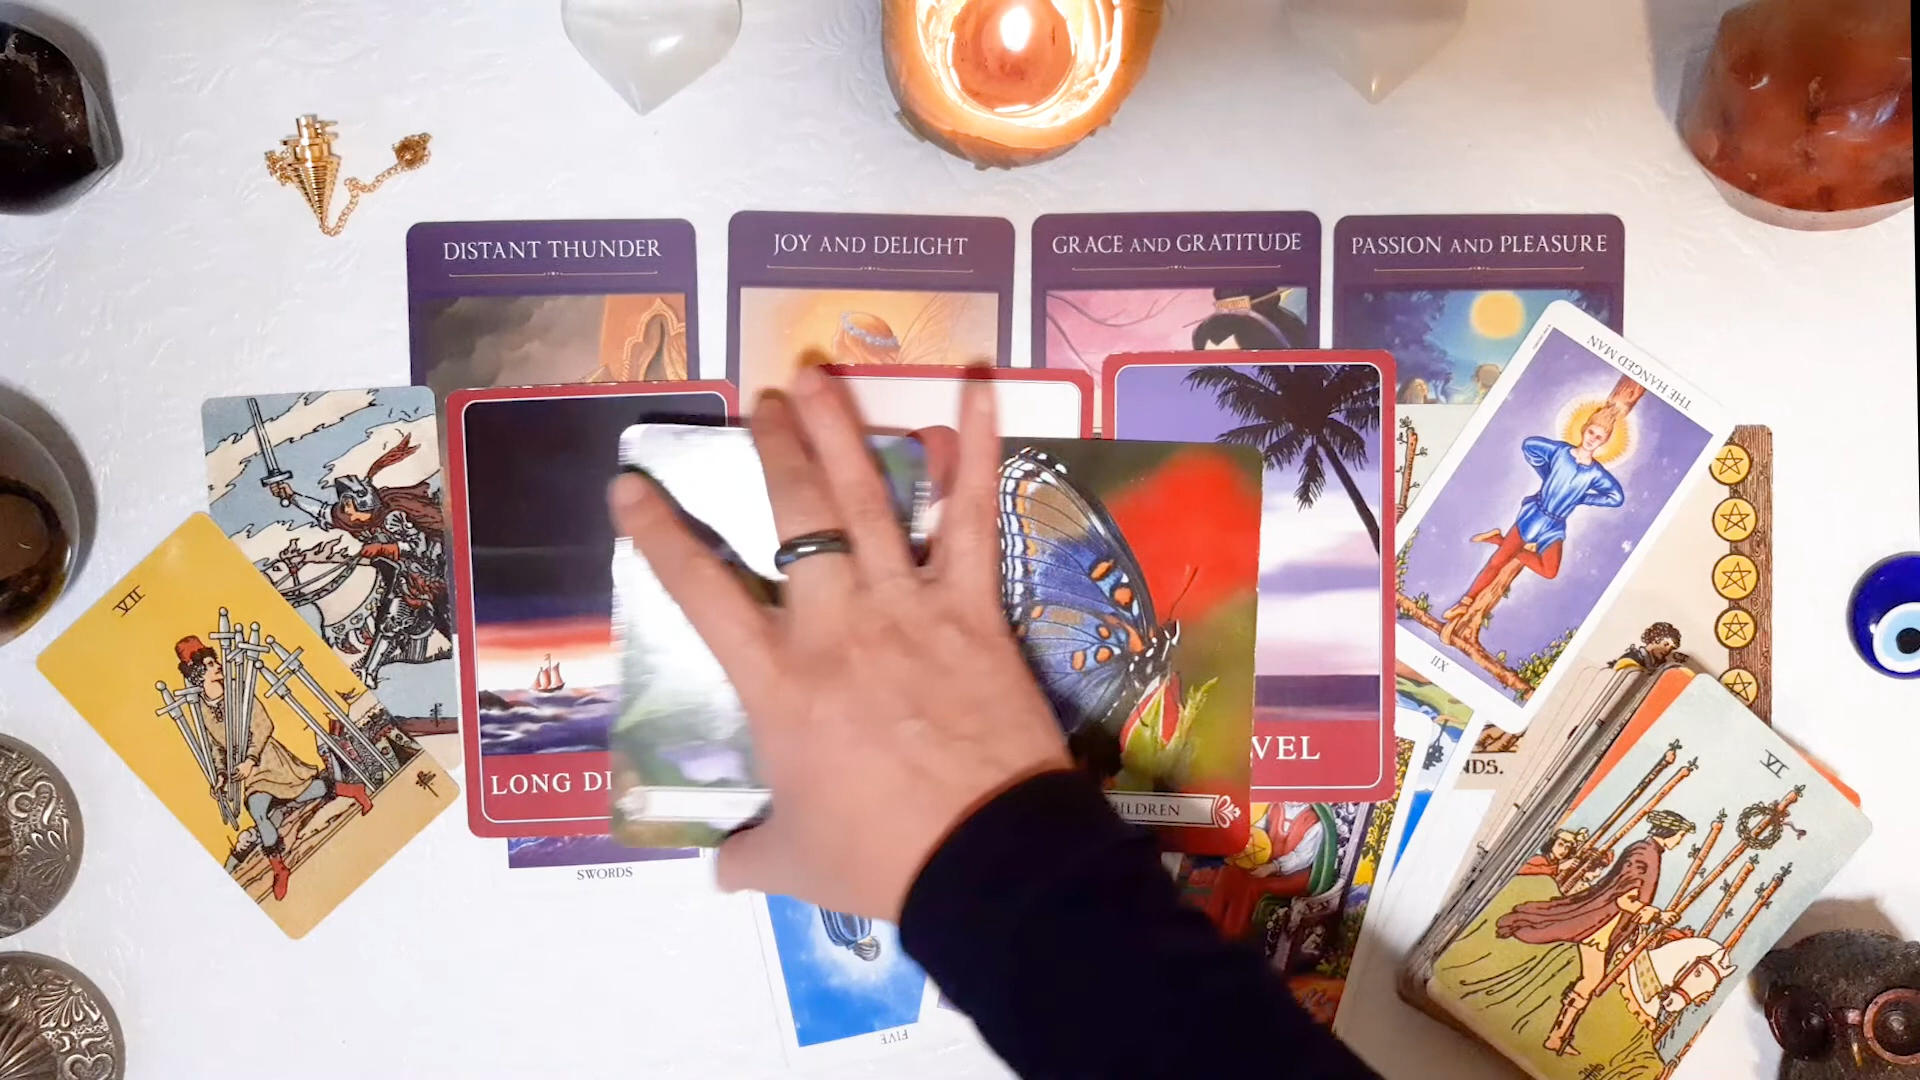 DISTANT THUNDER
JOY AND DELIGHT
GRACE AND GRATITUDE
PASSION AND PLEASURE
THE HANGED MAN
XII
VII
VI
LONG DI
VEL
NDS.
ILDREN
SWORDS
FIVE